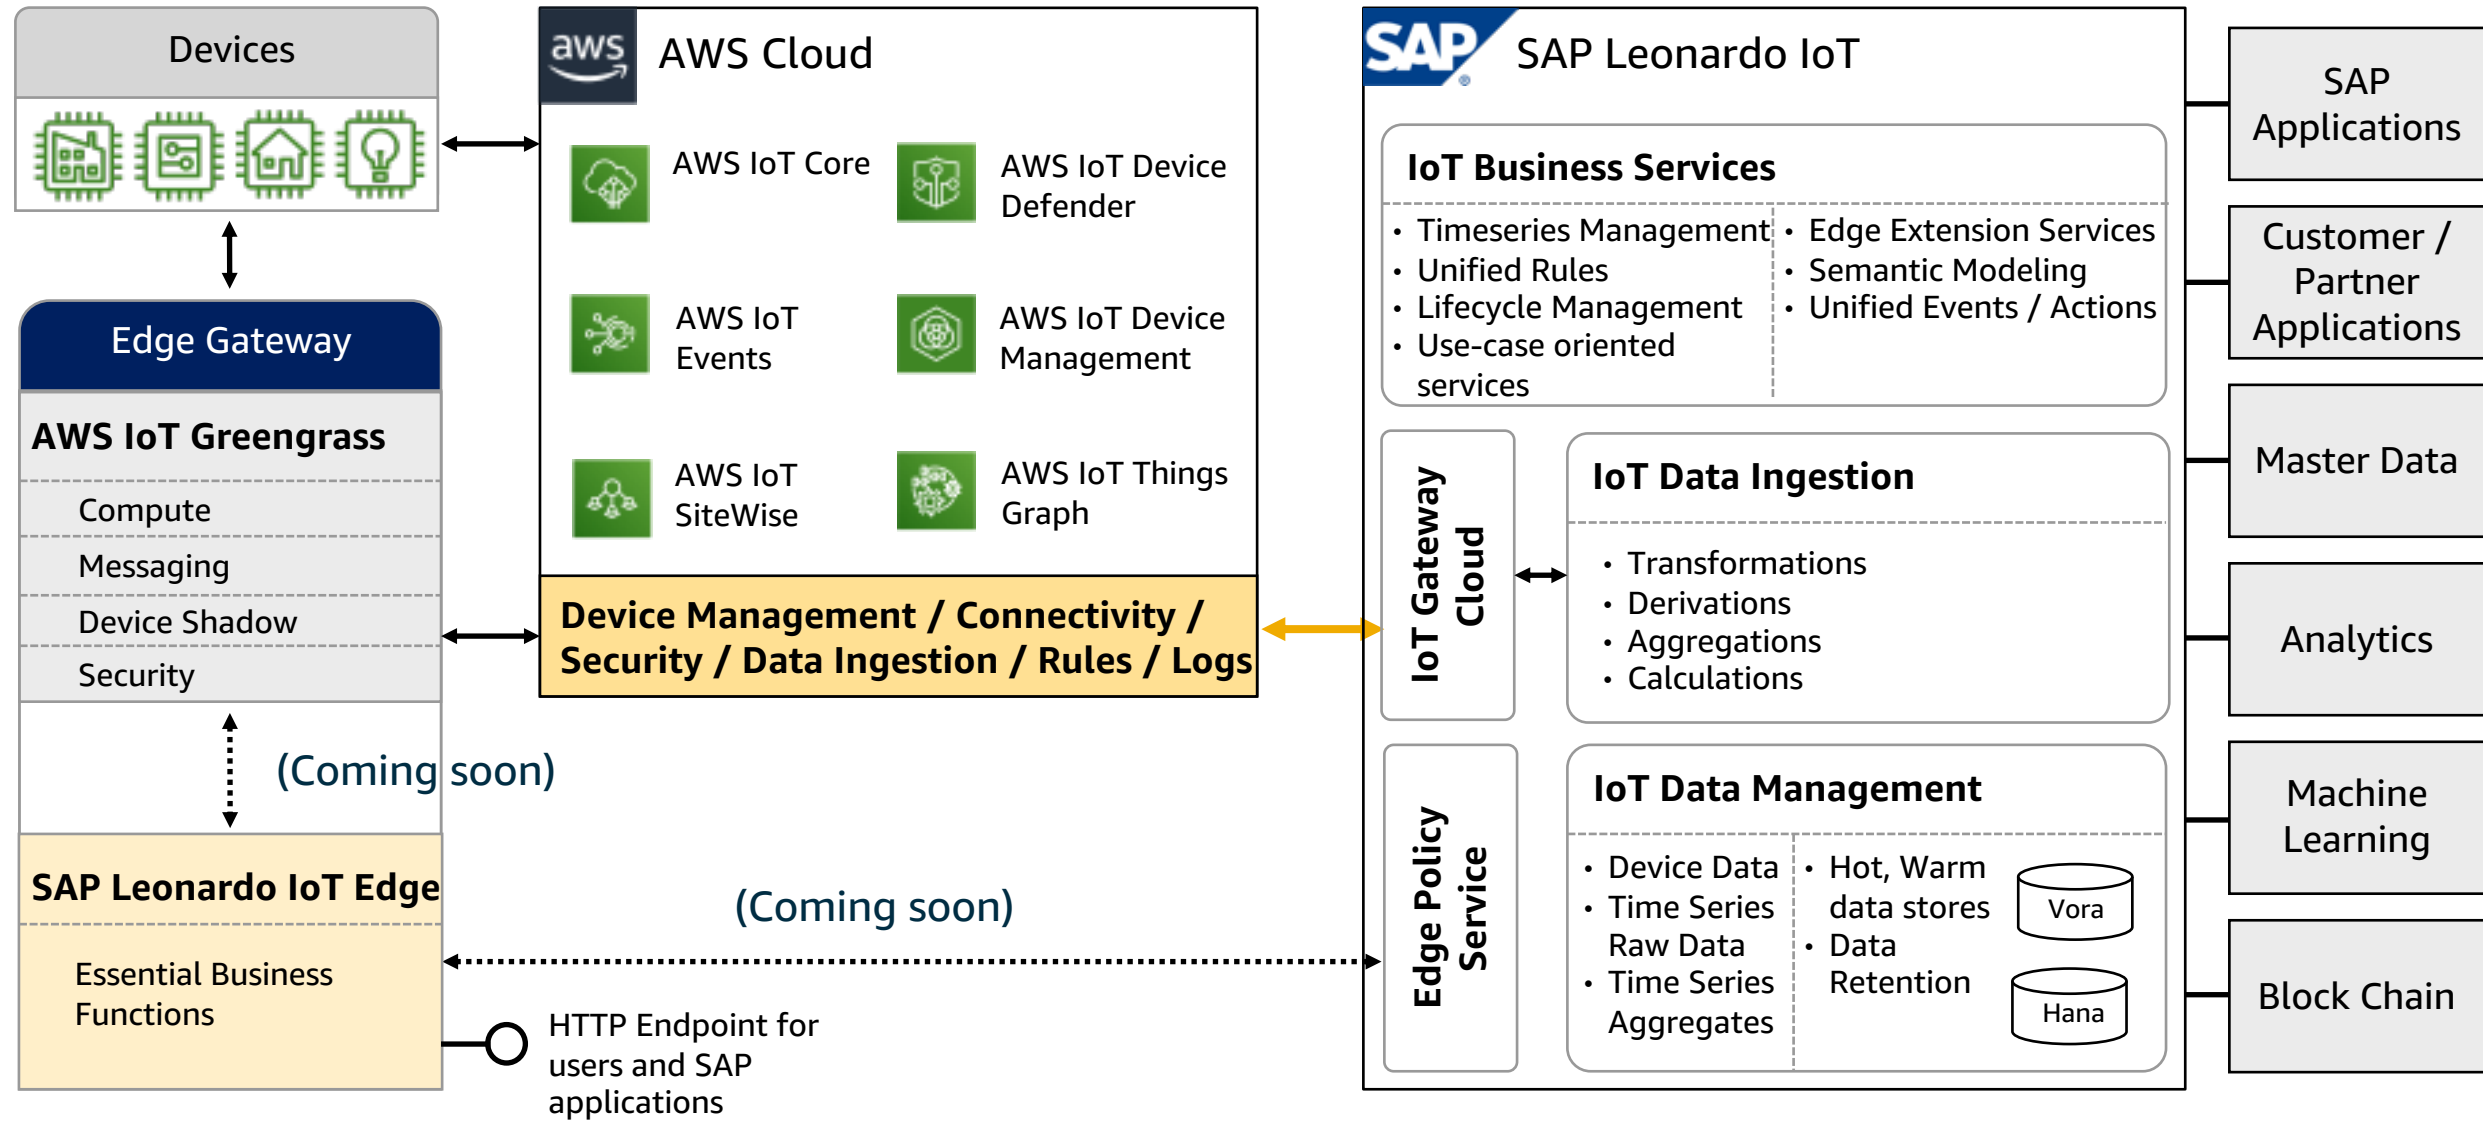 Devices
Edge Gateway
AWS IoT Greengrass
Compute
Messaging
Device Shadow
Security
(Coming soon)
SAP Leonardo IoT Edge
Essential Business
Functions
HTTP Endpoint for
users and SAP
applications
(Coming soon)
aws
AWS Cloud
AWS IoT Core
AWS IoT Device
Defender
AWS IoT
Events
AWS IoT Device
Management
AWS IoT
SiteWise
AWS IoT Things
Graph
Device Management / Connectivity /
Security / Data Ingestion / Rules / Logs
SAP
®
SAP Leonardo IoT
IoT Business Services
• Timeseries Management
• Unified Rules
• Lifecycle Management
• Use-case oriented
services
• Edge Extension Services
• Semantic Modeling
• Unified Events / Actions
IoT Gateway
Cloud
IoT Data Ingestion
• Transformations
• Derivations
• Aggregations
• Calculations
Edge Policy
Service
IoT Data Management
• Device Data
• Time Series
Raw Data
• Time Series
Aggregates
• Hot, Warm
data stores
• Data
Retention
Vora
Hana
SAP
Applications
Customer /
Partner
Applications
Master Data
Analytics
Machine
Learning
Block Chain